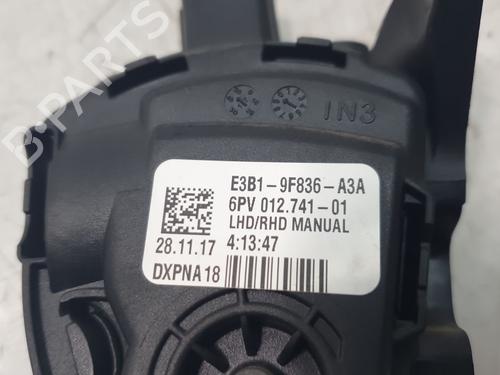 B-PARTS
IN3
E3B1-9F836-A3A
6PV 012.741-01
LHD/RHD MANUAL
28.11.17 4:13:47
DXPNA18